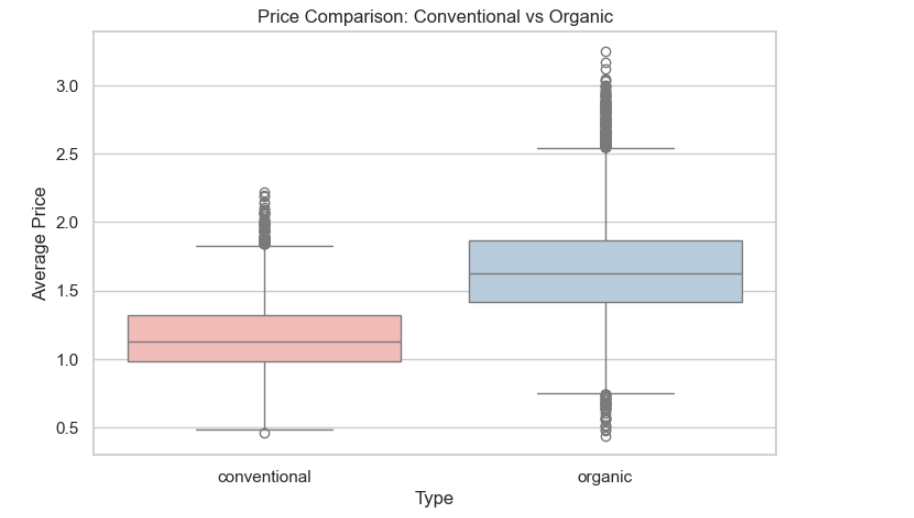 Price Comparison: Conventional vs Organic
Average Price
3.0
2.5
2.0
1.5
1.0
0.5
conventional
organic
Type